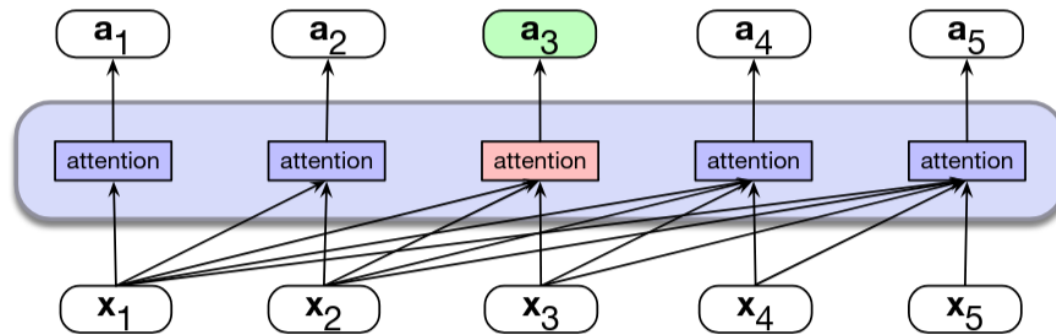 a1 a2 a3 a4 a5
attention attention attention attention attention
x1 x2 x3 x4 x5